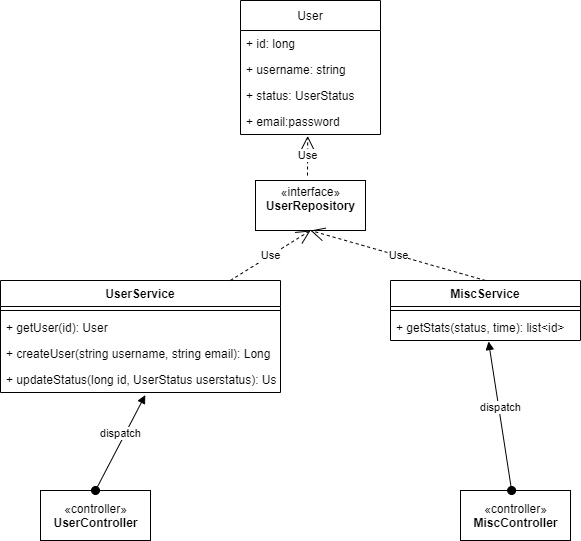 User
+ id: long
+ username: string
+ status: UserStatus
+ email:password
Use
«interface»
UserRepository
Use
Use
UserService
+ getUser(id): User
+ createUser(string username, string email): Long
+ updateStatus(long id, UserStatus userstatus): Us
MiscService
+ getStats(status, time): list<id>
dispatch
dispatch
«controller»
UserController
«controller»
MiscController